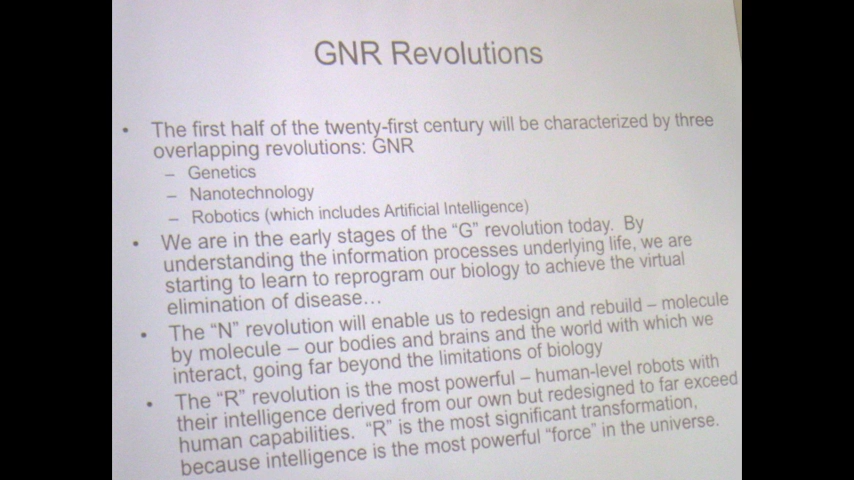 GNR Revolutions
• The first half of the twenty-first century will be characterized by three
overlapping revolutions: GNR
– Genetics
– Nanotechnology
– Robotics (which includes Artificial Intelligence)
• We are in the early stages of the “G” revolution today. By
understanding the information processes underlying life, we are
starting to learn to reprogram our biology to achieve the virtual
elimination of disease…
• The “N” revolution will enable us to redesign and rebuild – molecule
by molecule – our bodies and brains and the world with which we
interact, going far beyond the limitations of biology
• The “R” revolution is the most powerful – human-level robots with
their intelligence derived from our own but redesigned to far exceed
human capabilities. “R” is the most significant transformation,
because intelligence is the most powerful “force” in the universe.